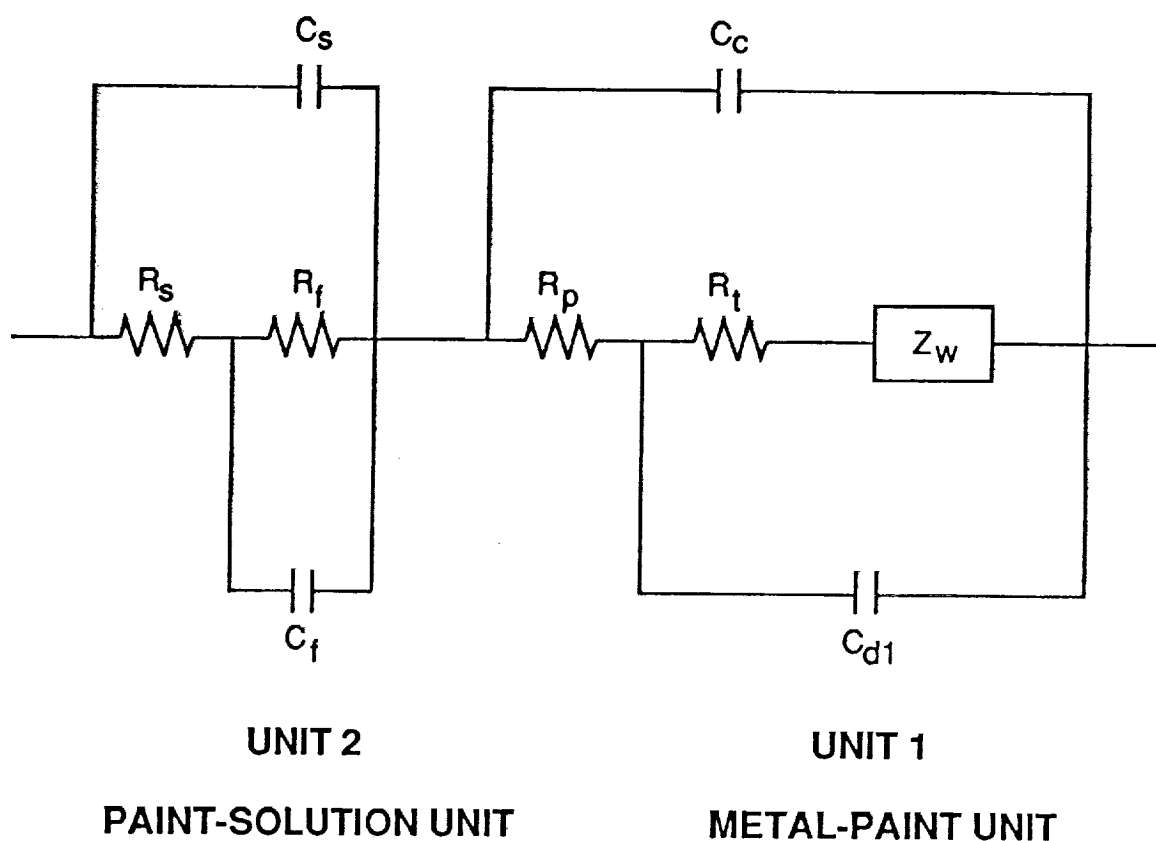 Cs
Cc
Rs
Rf
Rp
Rt
Zw
Cf
Cd1
UNIT 2
UNIT 1
PAINT-SOLUTION UNIT
METAL-PAINT UNIT